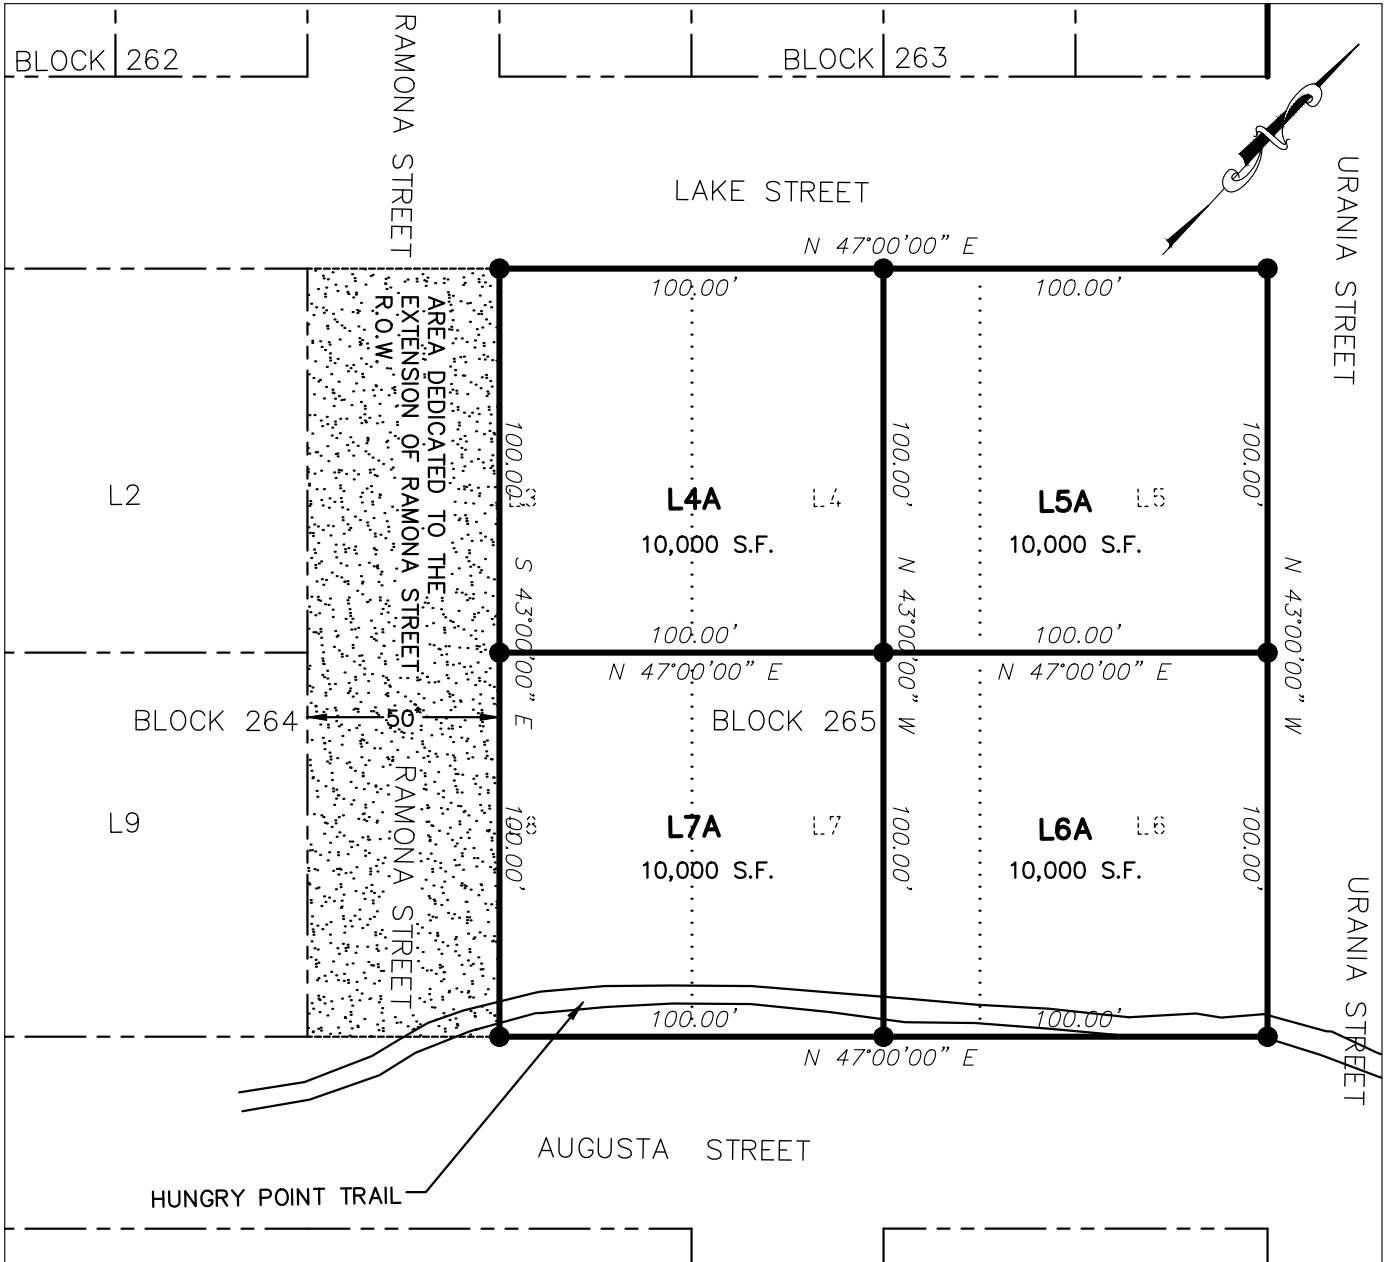 BLOCK 262
RAMONA STREET
BLOCK 263
LAKE STREET
URANIA STREET
N 47°00'00" E
100.00'
100.00'
AREA DEDICATED TO THE
EXTENSION OF RAMONA STREET
R.O.W.
100.00'
100.00'
100.00'
L2
L3
L4A
L4
L5A
L5
10,000 S.F.
10,000 S.F.
S 43°00'00" E
N 43°00'00" W
N 43°00'00" W
100.00'
100.00'
N 47°00'00" E
N 47°00'00" E
BLOCK 264
50'
BLOCK 265
RAMONA STREET
L9
100.00'
L7A
L7
100.00'
L6A
L6
100.00'
10,000 S.F.
10,000 S.F.
URANIA STREET
100.00'
100.00'
N 47°00'00" E
AUGUSTA STREET
HUNGRY POINT TRAIL